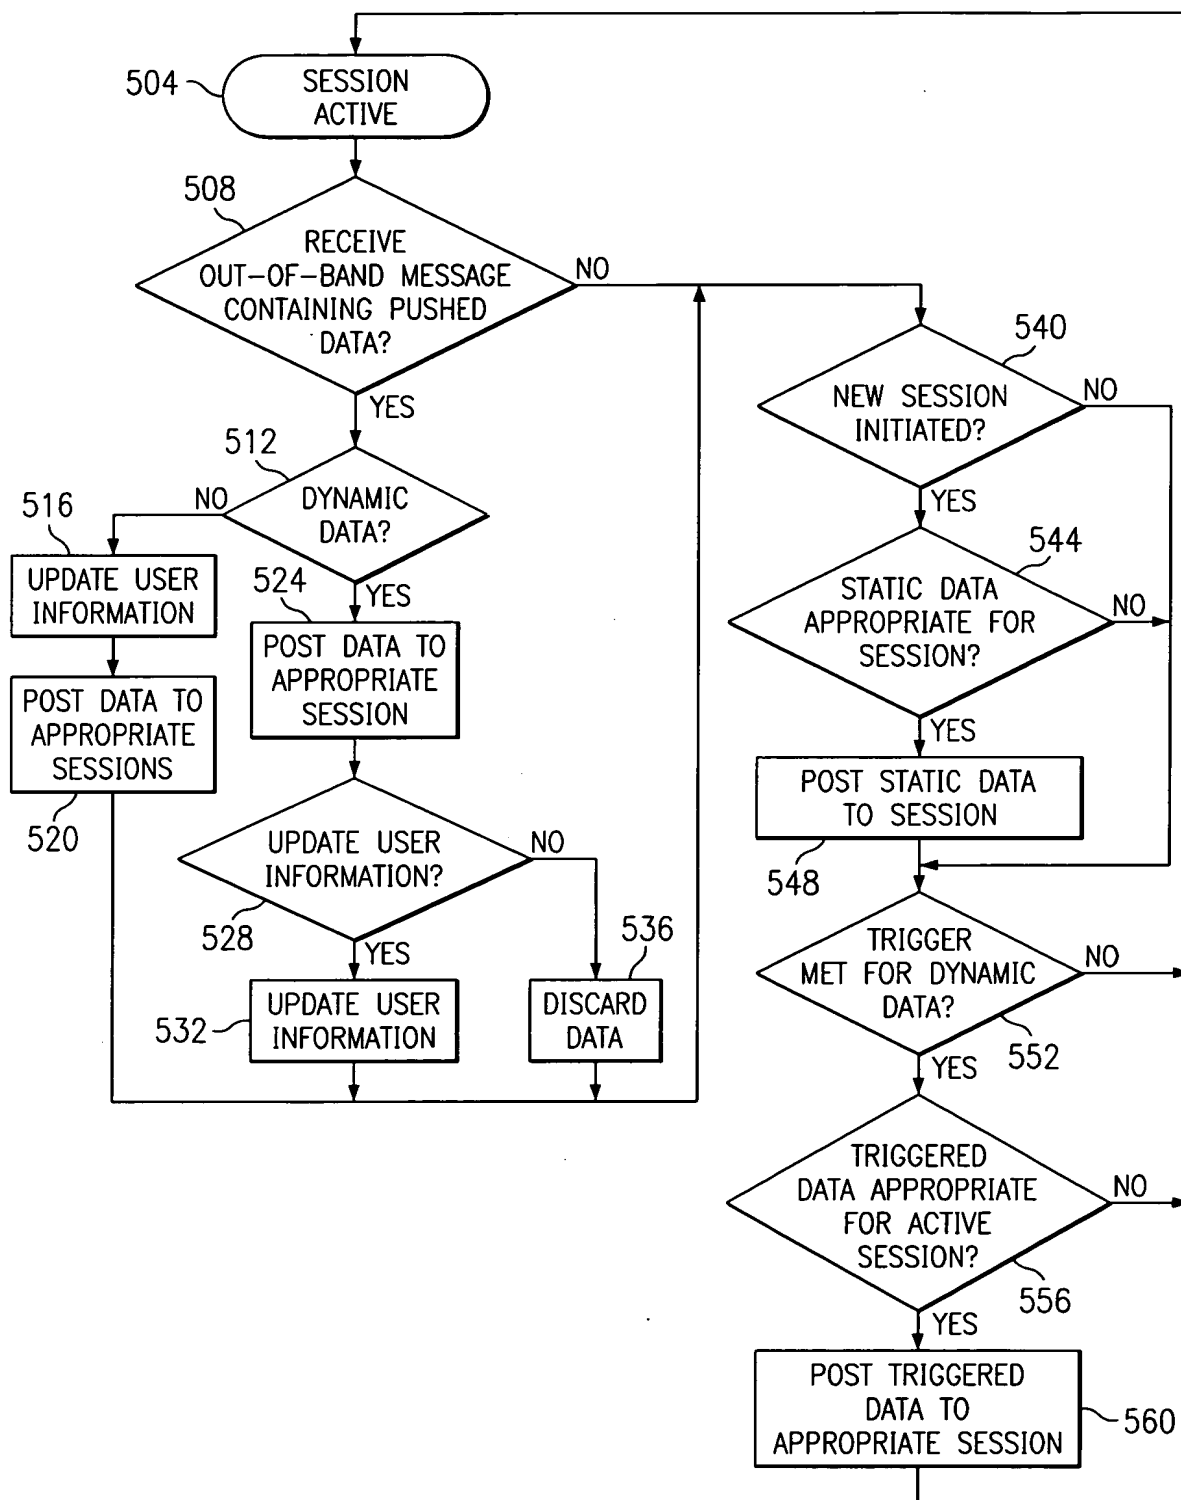 504
SESSION
ACTIVE
508
RECEIVE
OUT-OF-BAND MESSAGE
CONTAINING PUSHED
DATA?
NO
YES
512
DYNAMIC
DATA?
NO
YES
516
UPDATE USER
INFORMATION
POST DATA TO
APPROPRIATE
SESSIONS
520
524
POST DATA TO
APPROPRIATE
SESSION
UPDATE USER
INFORMATION?
NO
528
YES
532
UPDATE USER
INFORMATION
536
DISCARD
DATA
540
NEW SESSION
INITIATED?
NO
YES
544
STATIC DATA
APPROPRIATE FOR
SESSION?
NO
YES
POST STATIC DATA
TO SESSION
548
TRIGGER
MET FOR DYNAMIC
DATA?
NO
552
YES
TRIGGERED
DATA APPROPRIATE
FOR ACTIVE
SESSION?
NO
556
YES
POST TRIGGERED
DATA TO
APPROPRIATE SESSION
560